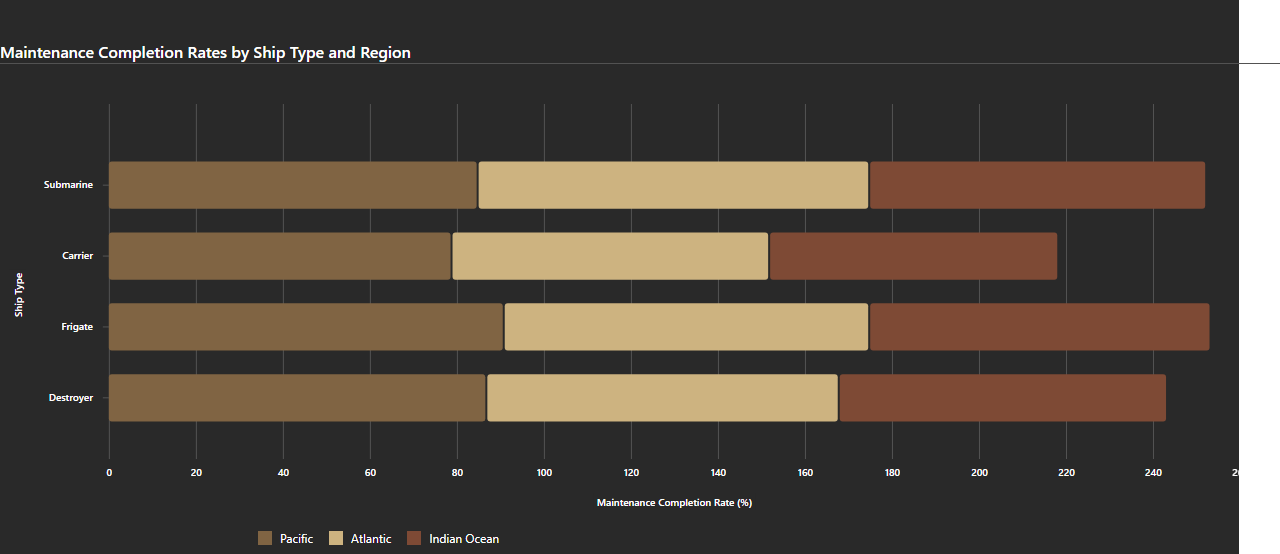 Maintenance Completion Rates by Ship Type and Region
Ship Type
Submarine
Carrier
Frigate
Destroyer
0 20 40 60 80 100 120 140 160 180 200 220 240
Maintenance Completion Rate (%)
Pacific Atlantic Indian Ocean